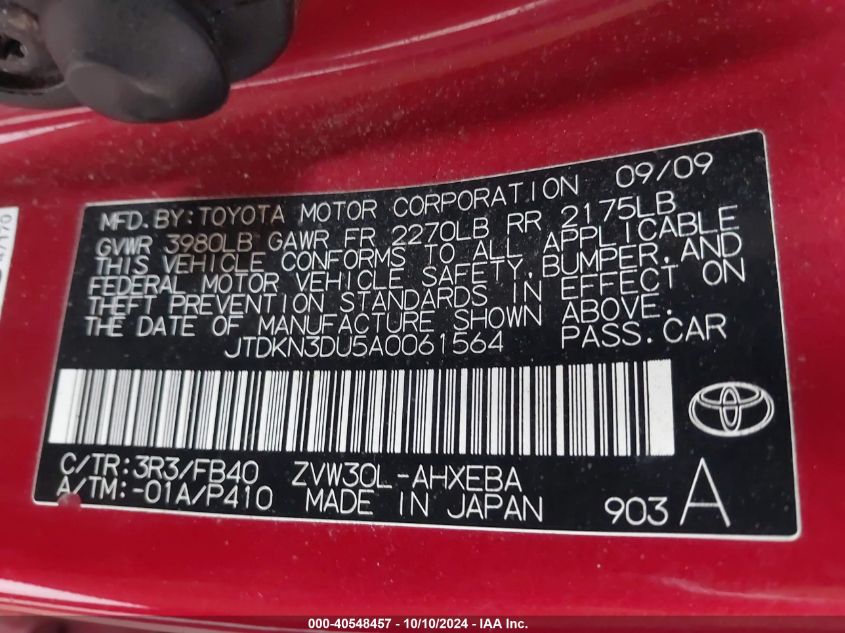 MFD.BY:TOYOTA MOTOR CORPORATION 09/09
GVWR 3980LB GAWR FR 2270LB RR 2175LB
THIS VEHICLE CONFORMS TO ALL APPLICABLE
FEDERAL MOTOR VEHICLE SAFETY,BUMPER,AND
THEFT PREVENTION STANDARDS IN EFFECT ON
THE DATE OF MANUFACTURE SHOWN ABOVE.
JTDKN3DU5A0061564 PASS.CAR
C/TR:3R3/FB40 ZVW30L-AHXEBA
A/TM:-01A/P410 MADE IN JAPAN 903 A
47170
000-40548457 - 10/10/2024 - IAA Inc.